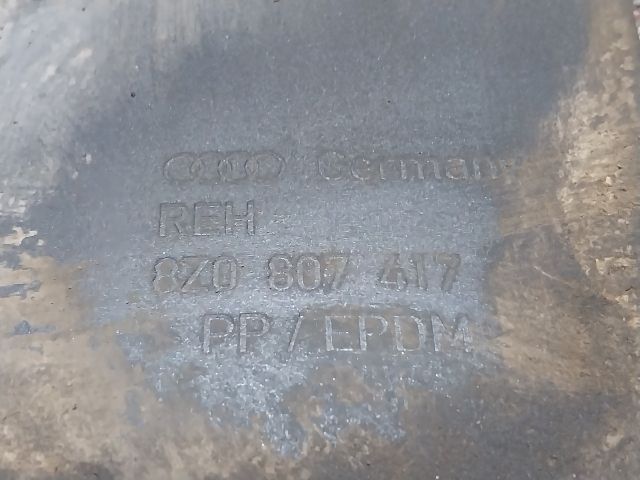 German
REH
8Z0 807 417
PP/EPDM